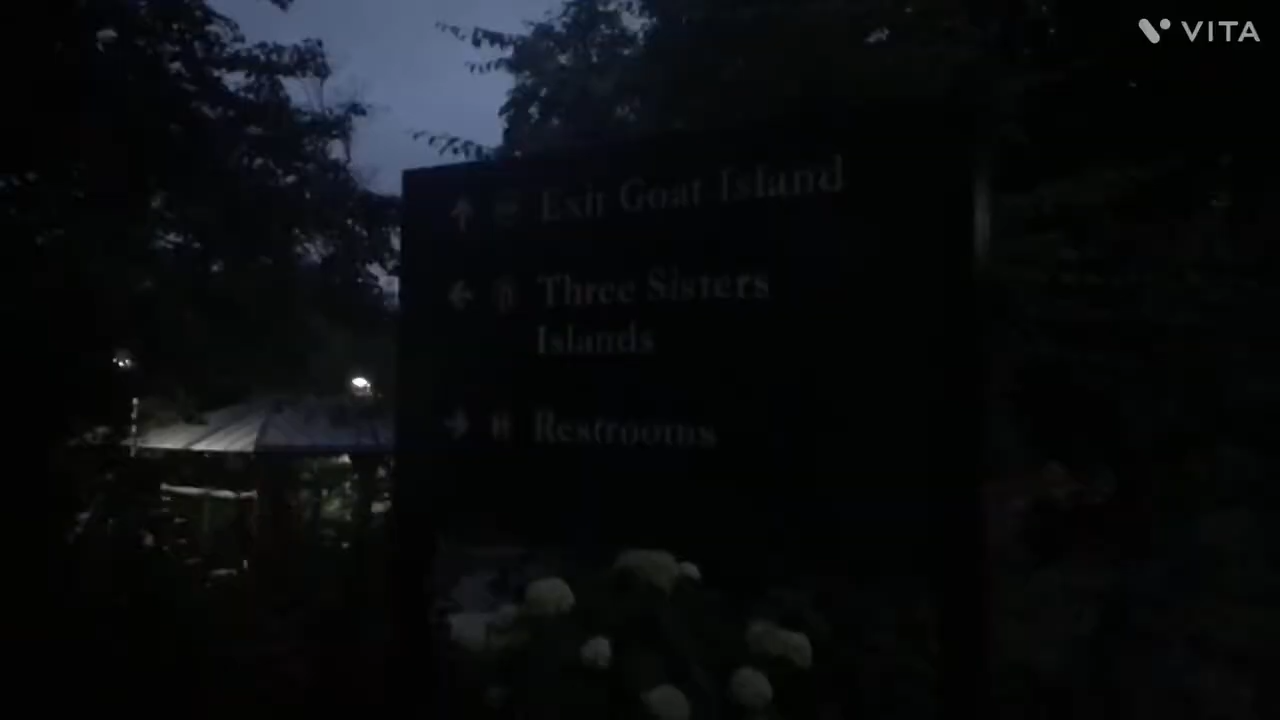 VITA
↑ Exit Goat Island
← Three Sisters
Islands
→ Restrooms